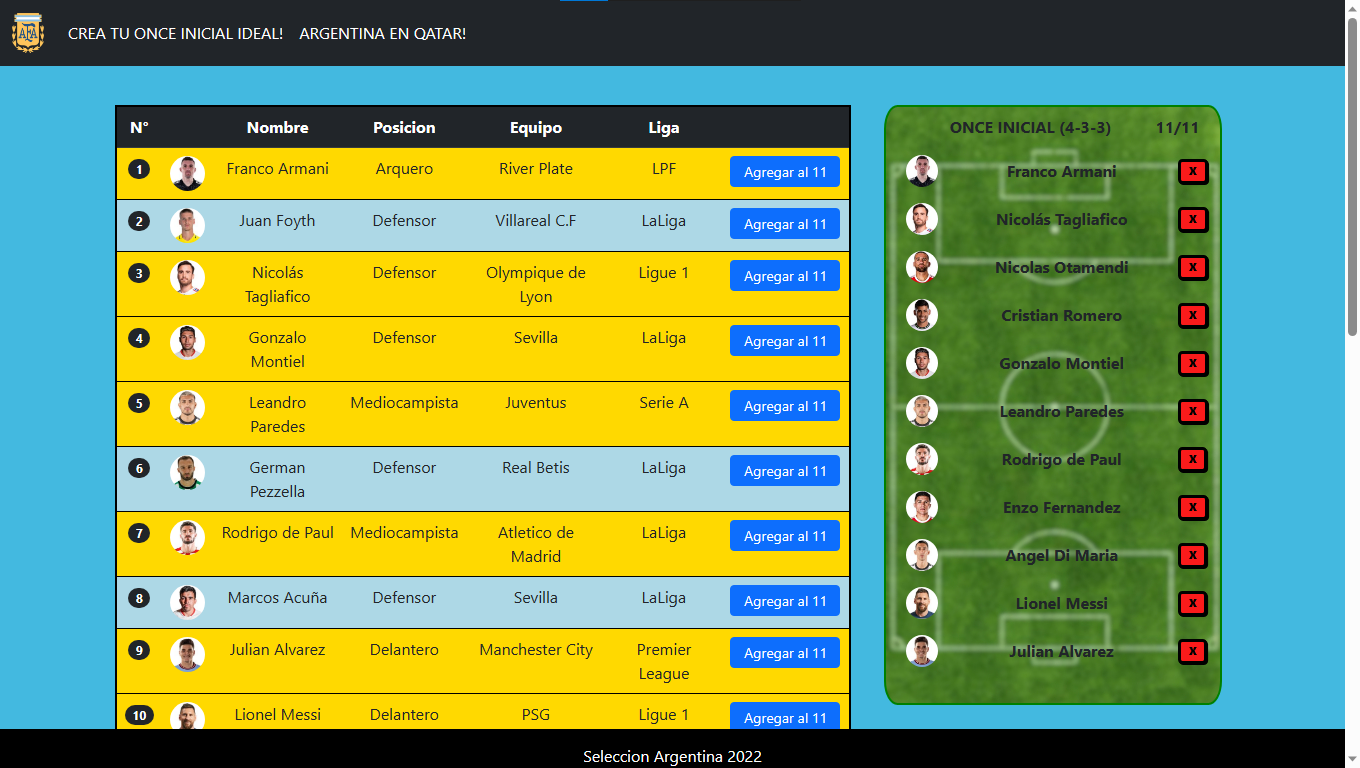 AFA
CREA TU ONCE INICIAL IDEAL! ARGENTINA EN QATAR!
N° Nombre Posicion Equipo Liga
1 Franco Armani Arquero River Plate LPF Agregar al 11
2 Juan Foyth Defensor Villareal C.F LaLiga Agregar al 11
3 Nicolás Defensor Olympique de Ligue 1 Agregar al 11
Tagliafico Lyon
4 Gonzalo Defensor Sevilla LaLiga Agregar al 11
Montiel
5 Leandro Mediocampista Juventus Serie A Agregar al 11
Paredes
6 German Defensor Real Betis LaLiga Agregar al 11
Pezzella
7 Rodrigo de Paul Mediocampista Atletico de LaLiga Agregar al 11
Madrid
8 Marcos Acuña Defensor Sevilla LaLiga Agregar al 11
9 Julian Alvarez Delantero Manchester City Premier Agregar al 11
League
10 Lionel Messi Delantero PSG Ligue 1 Agregar al 11
ONCE INICIAL (4-3-3) 11/11
Franco Armani X
Nicolás Tagliafico X
Nicolas Otamendi X
Cristian Romero X
Gonzalo Montiel X
Leandro Paredes X
Rodrigo de Paul X
Enzo Fernandez X
Angel Di Maria X
Lionel Messi X
Julian Alvarez X
Seleccion Argentina 2022